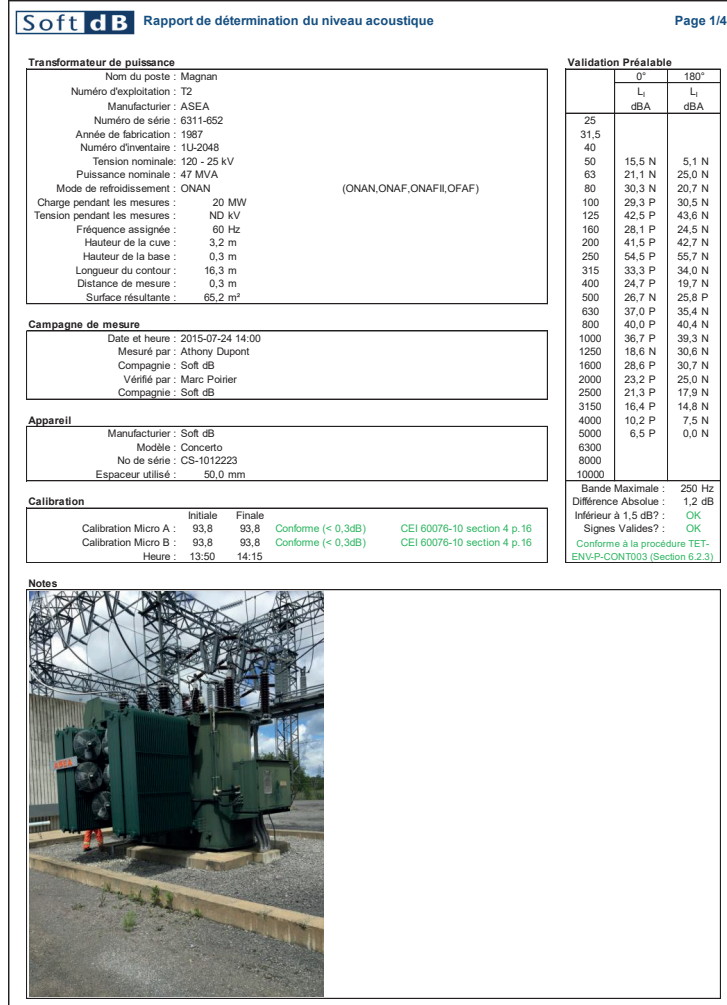 Soft dB Rapport de détermination du niveau acoustique Page 1/4
Transformateur de puissance
Nom du poste : Magnan
Numéro d'exploitation : T2
Manufacturier : ASEA
Numéro de série : 6311-652
Année de fabrication : 1987
Numéro d'inventaire : 1U-2048
Tension nominale: 120 - 25 kV
Puissance nominale : 47 MVA
Mode de refroidissement : ONAN (ONAN,ONAF,ONAFII,OFAF)
Charge pendant les mesures : 20 MW
Tension pendant les mesures : ND kV
Fréquence assignée : 60 Hz
Hauteur de la cuve : 3,2 m
Hauteur de la base : 0,3 m
Longueur du contour : 16,3 m
Distance de mesure : 0,3 m
Surface résultante : 65,2 m²
Campagne de mesure
Date et heure : 2015-07-24 14:00
Mesuré par : Athony Dupont
Compagnie : Soft dB
Vérifié par : Marc Poirier
Compagnie : Soft dB
Appareil
Manufacturier : Soft dB
Modèle : Concerto
No de série : CS-1012223
Espaceur utilisé : 50,0 mm
Calibration
Initiale Finale
Calibration Micro A : 93,8 93,8 Conforme (< 0,3dB) CEI 60076-10 section 4 p.16
Calibration Micro B : 93,8 93,8 Conforme (< 0,3dB) CEI 60076-10 section 4 p.16
Heure : 13:50 14:15
Validation Préalable
0° 180°
LI LI
dBA dBA
25
31,5
40
50 15,5 N 5,1 N
63 21,1 N 25,0 N
80 30,3 N 20,7 N
100 29,3 P 30,5 N
125 42,5 P 43,6 N
160 28,1 P 24,5 N
200 41,5 P 42,7 N
250 54,5 P 55,7 N
315 33,3 P 34,0 N
400 24,7 P 19,7 N
500 26,7 N 25,8 P
630 37,0 P 35,4 N
800 40,0 P 40,4 N
1000 36,7 P 39,3 N
1250 18,6 N 30,6 N
1600 28,6 P 30,7 N
2000 23,2 P 25,0 N
2500 21,3 P 17,9 N
3150 16,4 P 14,8 N
4000 10,2 P 7,5 N
5000 6,5 P 0,0 N
6300
8000
10000
Bande Maximale : 250 Hz
Différence Absolue : 1,2 dB
Inférieur à 1,5 dB? : OK
Signes Valides? : OK
Conforme à la procédure TET-
ENV-P-CONT003 (Section 6.2.3)
Notes
ASEA